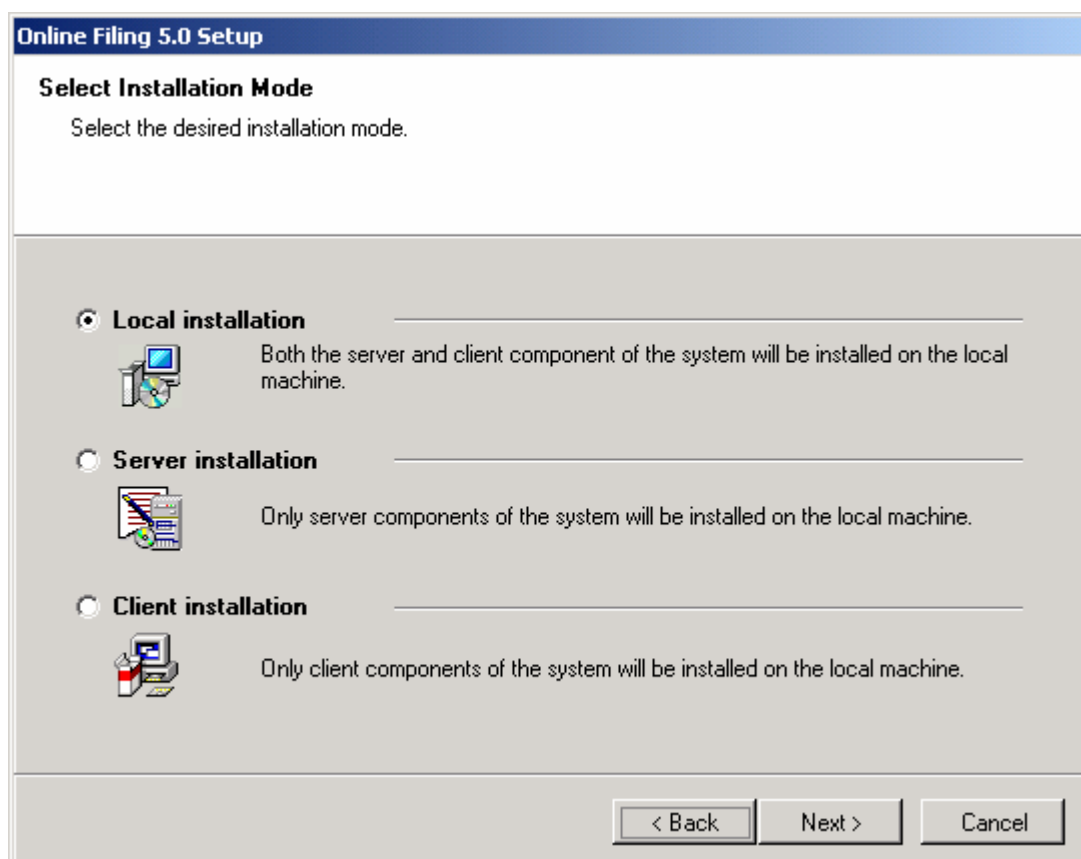 Online Filing 5.0 Setup
Select Installation Mode
Select the desired installation mode.
Local installation
Both the server and client component of the system will be installed on the local
machine.
Server installation
Only server components of the system will be installed on the local machine.
Client installation
Only client components of the system will be installed on the local machine.
< Back Next > Cancel